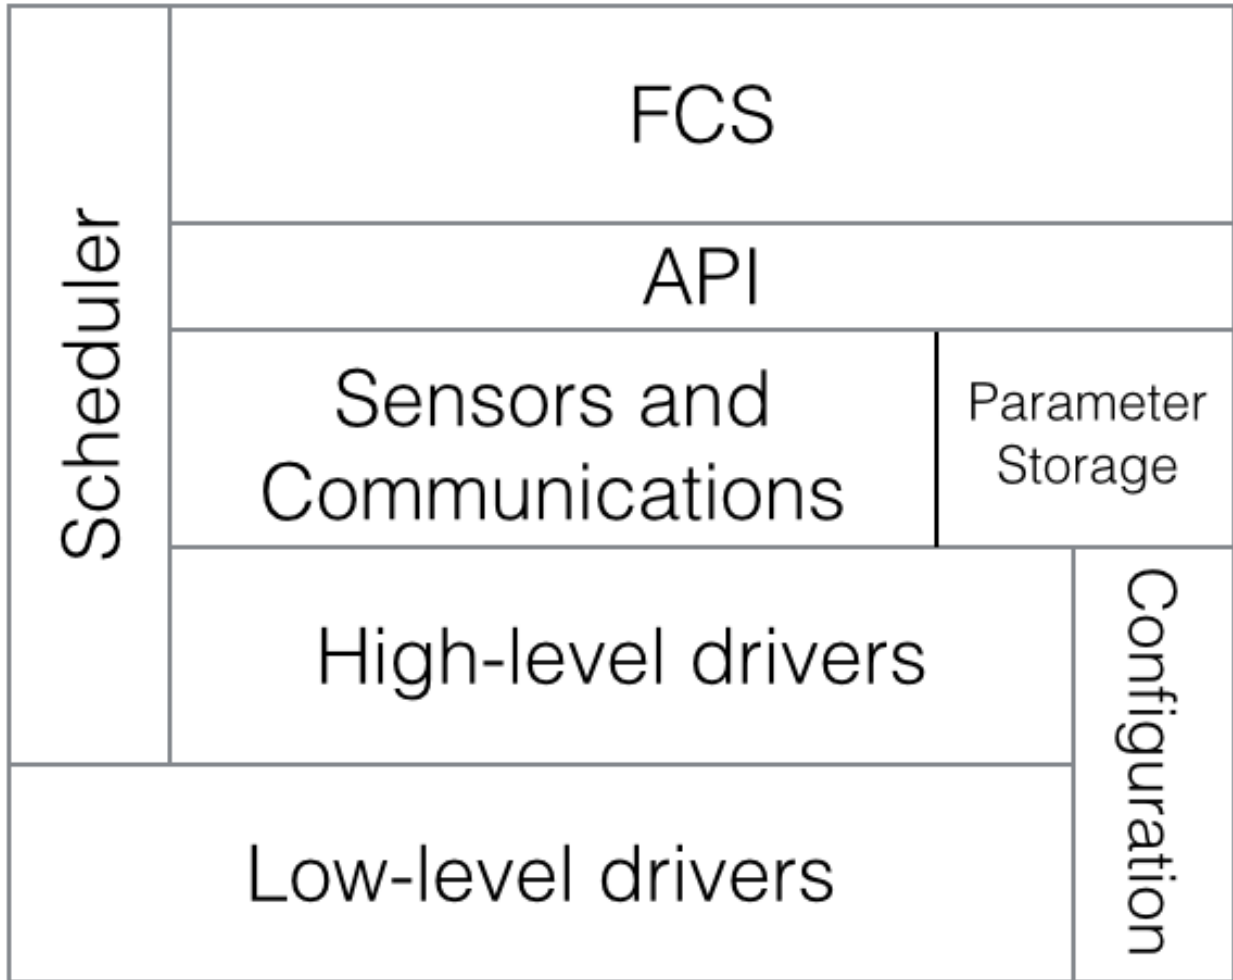 Scheduler
FCS
API
Sensors and
Communications
Parameter
Storage
High-level drivers
Configuration
Low-level drivers